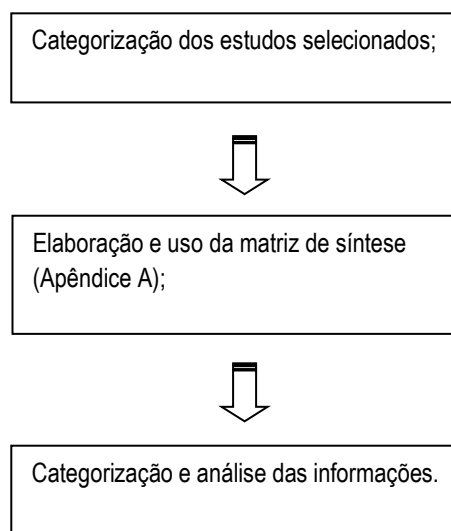 Categorização dos estudos selecionados;
Elaboração e uso da matriz de síntese
(Apêndice A);
Categorização e análise das informações.